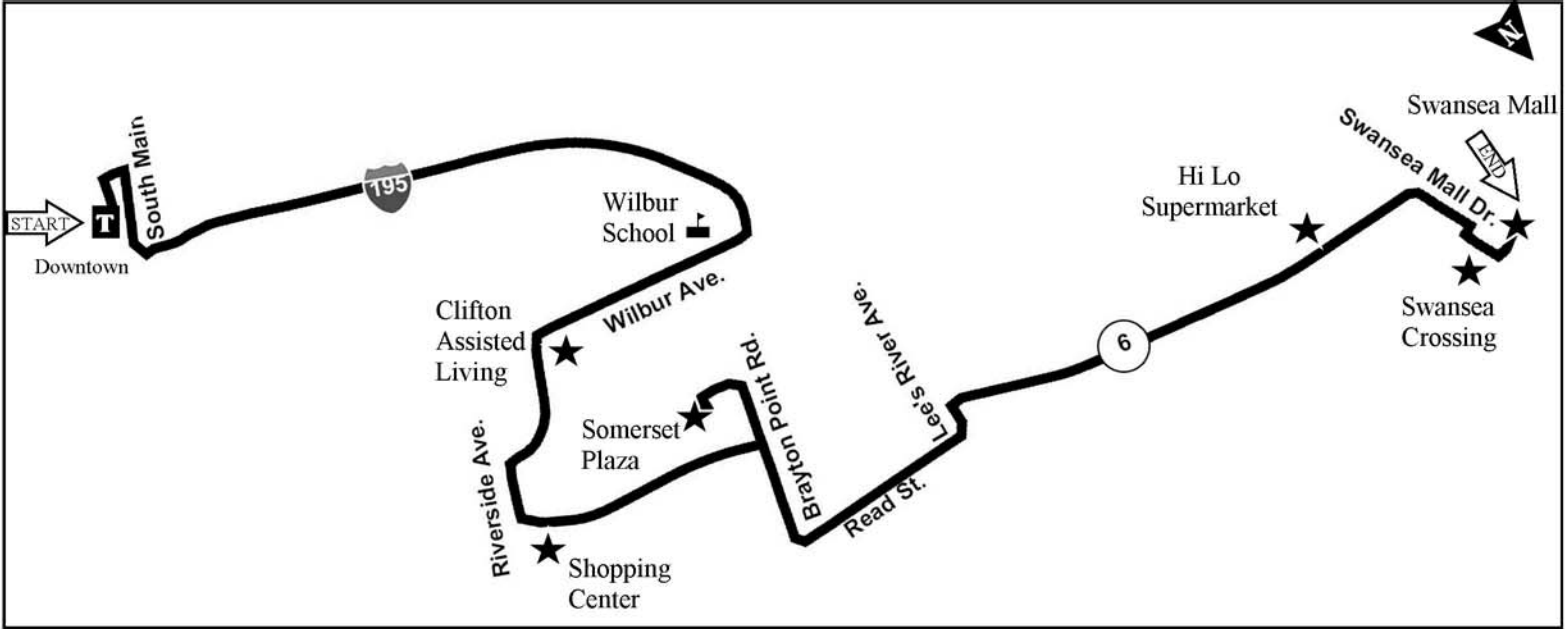 N
Swansea Mall
END
Swansea Mall Dr.
South Main
START
T
Downtown
195
Wilbur
School
Wilbur Ave.
Hi Lo
Supermarket
Swansea
Crossing
Clifton
Assisted
Living
Lee's River Ave.
6
Brayton Point Rd.
Somerset
Plaza
Riverside Ave.
Read St.
Shopping
Center